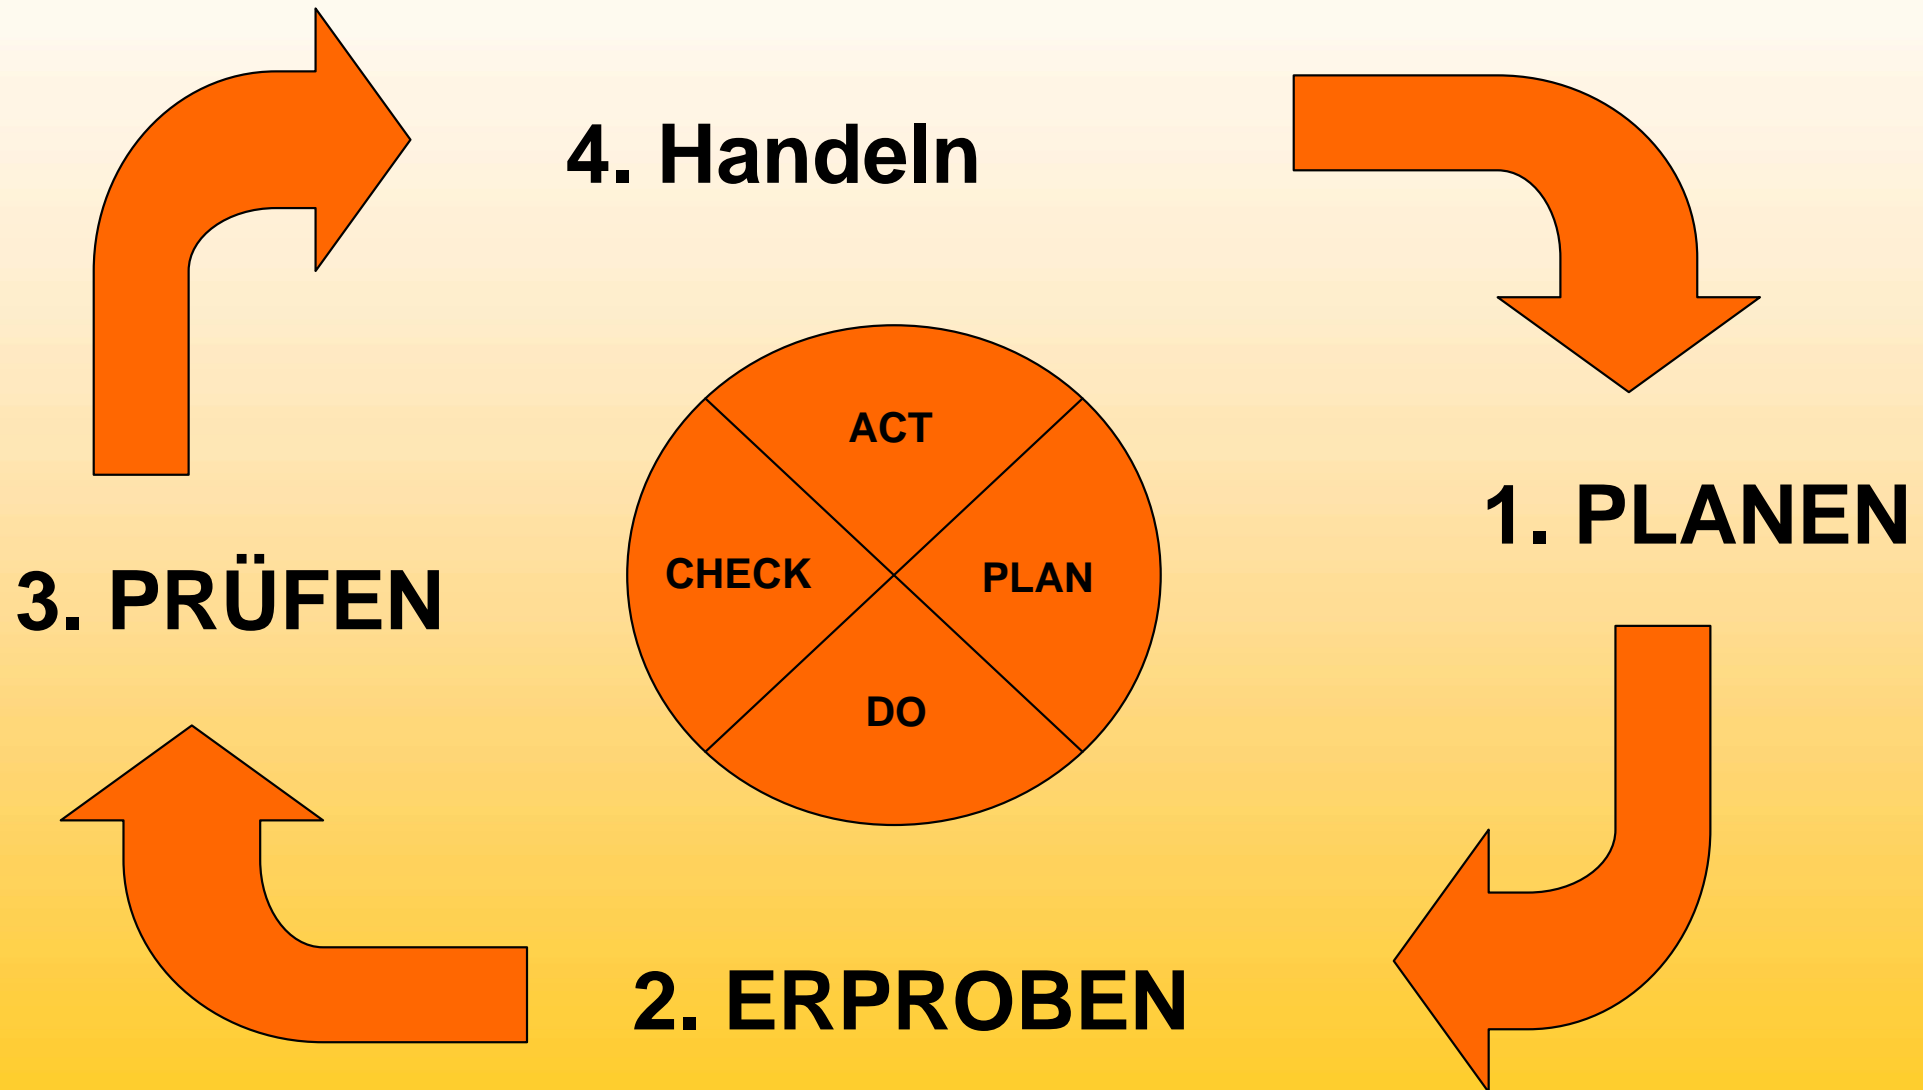 4. Handeln
ACT
1. PLANEN
CHECK
PLAN
3. PRÜFEN
DO
2. ERPROBEN